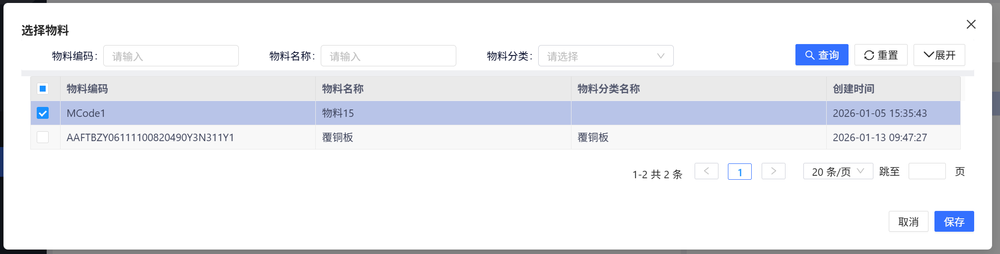 选择物料
物料编码: 请输入 物料名称: 请输入 物料分类: 请选择 查询 重置 展开
物料编码 物料名称 物料分类名称 创建时间
MCode1 物料15 2026-01-05 15:35:43
AAFTBZY06111100820490Y3N311Y1 覆铜板 覆铜板 2026-01-13 09:47:27
1-2 共 2 条 1 20 条/页 跳至 页
取消 保存